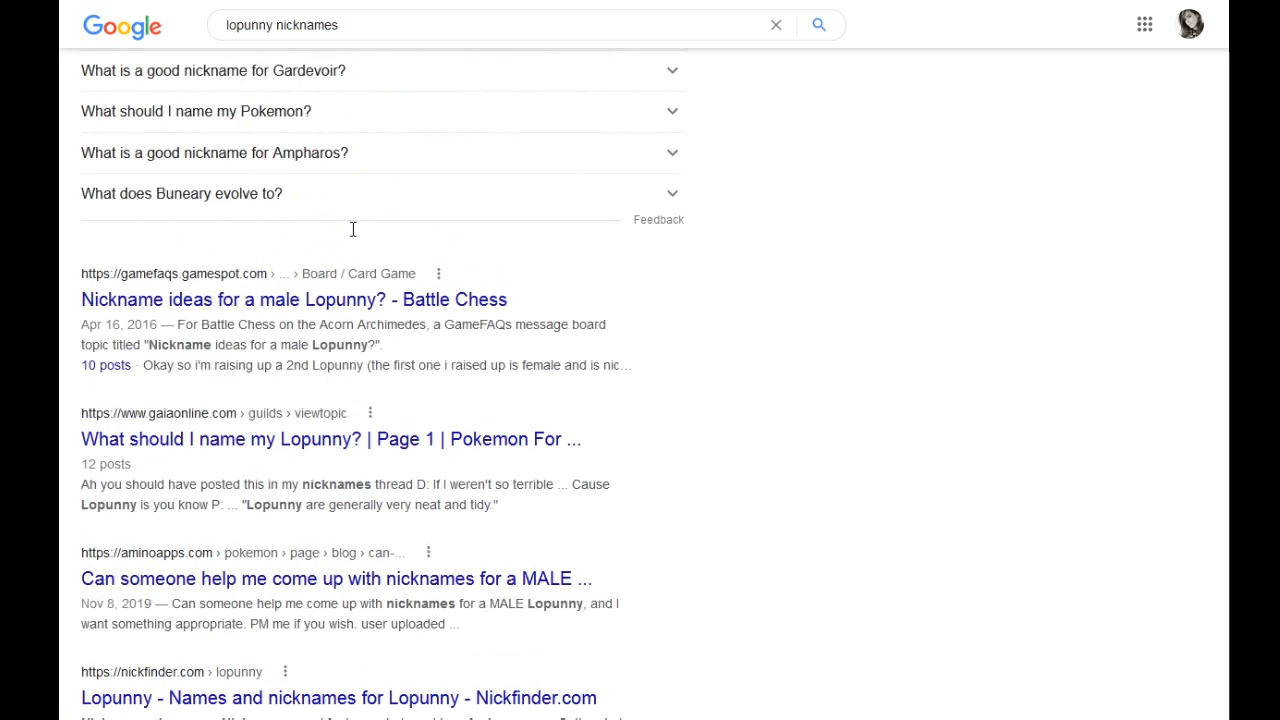 Google
lopunny nicknames
What is a good nickname for Gardevoir?
What should I name my Pokemon?
What is a good nickname for Ampharos?
What does Buneary evolve to?
Feedback
https://gamefaqs.gamespot.com › ... › Board / Card Game
Nickname ideas for a male Lopunny? - Battle Chess
Apr 16, 2016 — For Battle Chess on the Acorn Archimedes, a GameFAQs message board
topic titled "Nickname ideas for a male Lopunny?".
10 posts · Okay so i'm raising up a 2nd Lopunny (the first one i raised up is female and is nic...
https://www.gaiaonline.com › guilds › viewtopic
What should I name my Lopunny? | Page 1 | Pokemon For ...
12 posts
Ah you should have posted this in my nicknames thread D: If I weren't so terrible ... Cause
Lopunny is you know P: ... "Lopunny are generally very neat and tidy."
https://aminoapps.com › pokemon › page › blog › can-...
Can someone help me come up with nicknames for a MALE ...
Nov 8, 2019 — Can someone help me come up with nicknames for a MALE Lopunny, and I
want something appropriate. PM me if you wish. user uploaded ...
https://nickfinder.com › lopunny
Lopunny - Names and nicknames for Lopunny - Nickfinder.com